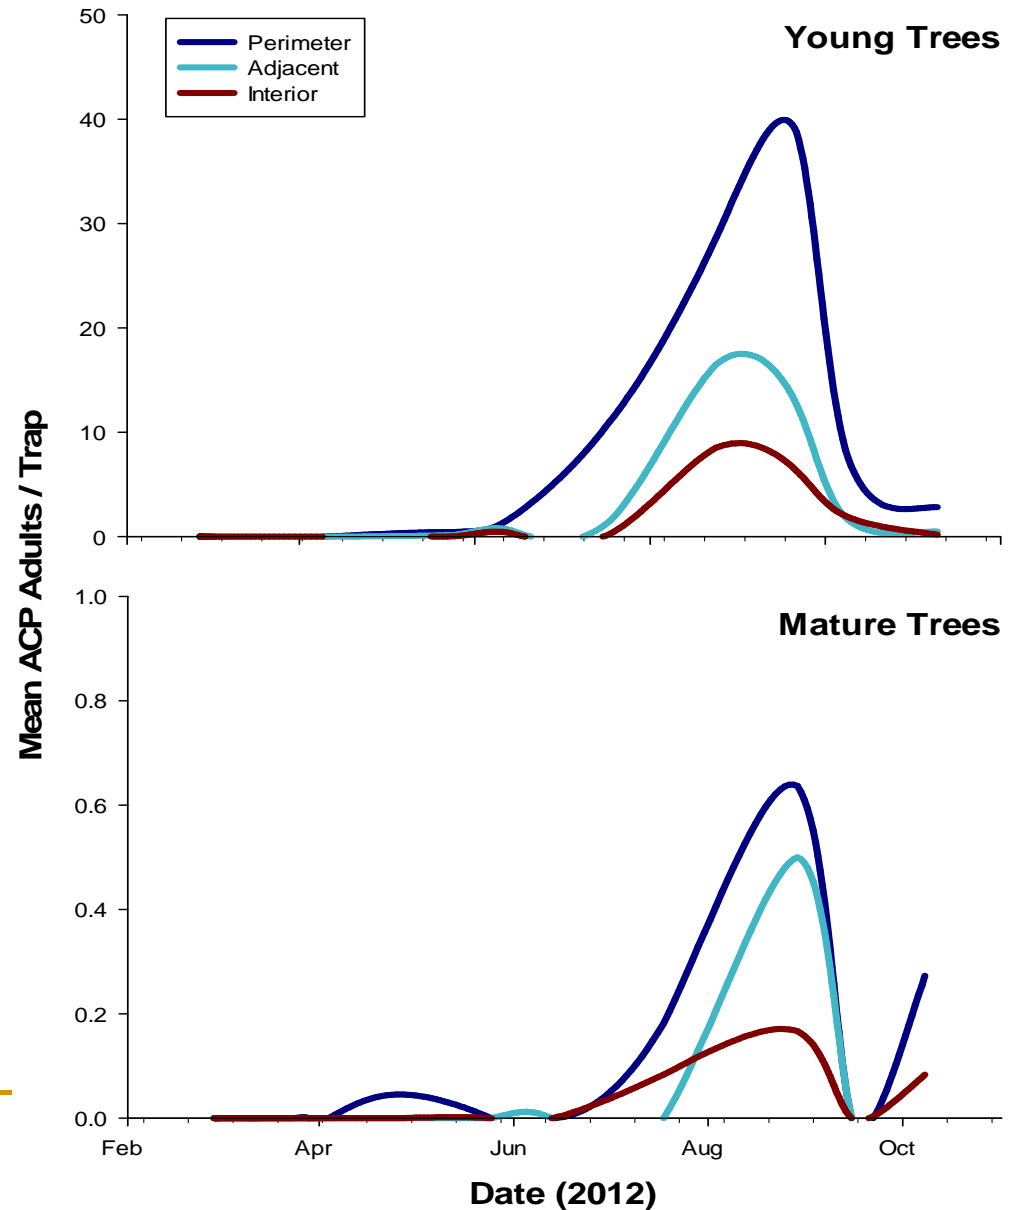 Young Trees
Perimeter
Adjacent
Interior
50
40
30
20
10
0
Mean ACP Adults / Trap
Mature Trees
1.0
0.8
0.6
0.4
0.2
0.0
Feb Apr Jun Aug Oct
Date (2012)